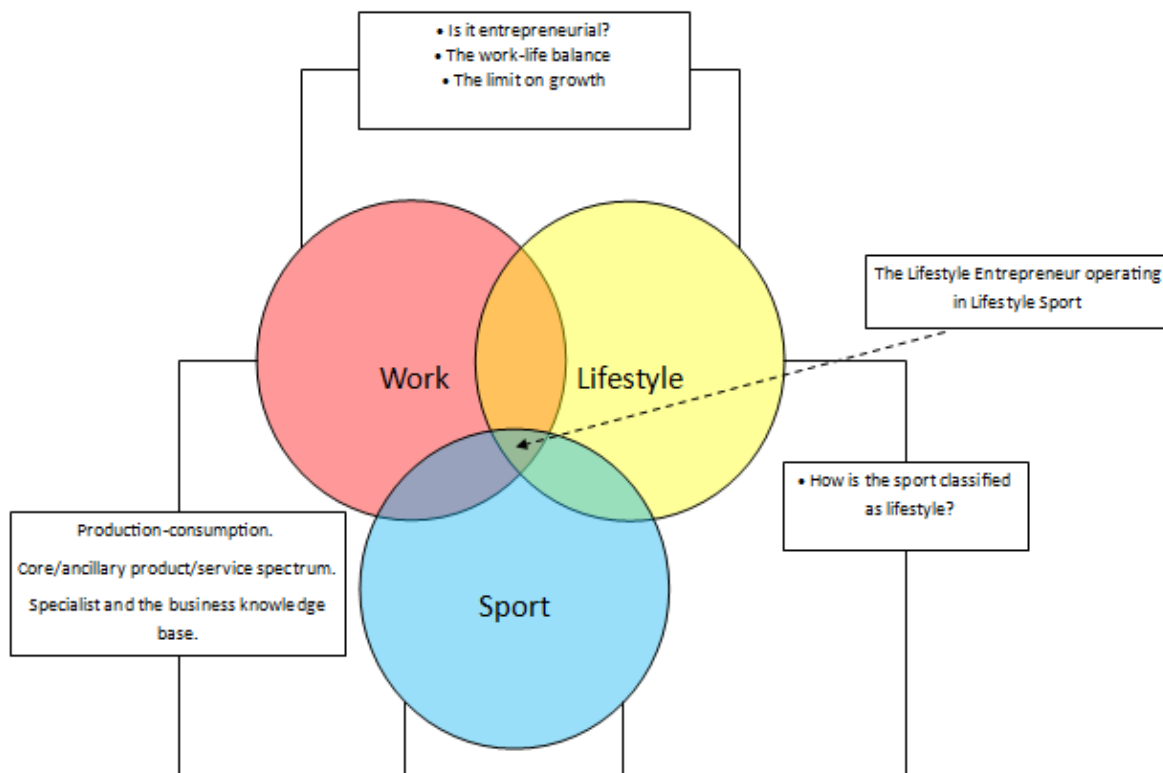 • Is it entrepreneurial?
• The work-life balance
• The limit on growth
The Lifestyle Entrepreneur operating
in Lifestyle Sport
Work
Lifestyle
• How is the sport classified
as lifestyle?
Production-consumption.
Core/ancillary product/service spectrum.
Specialist and the business knowledge
base.
Sport